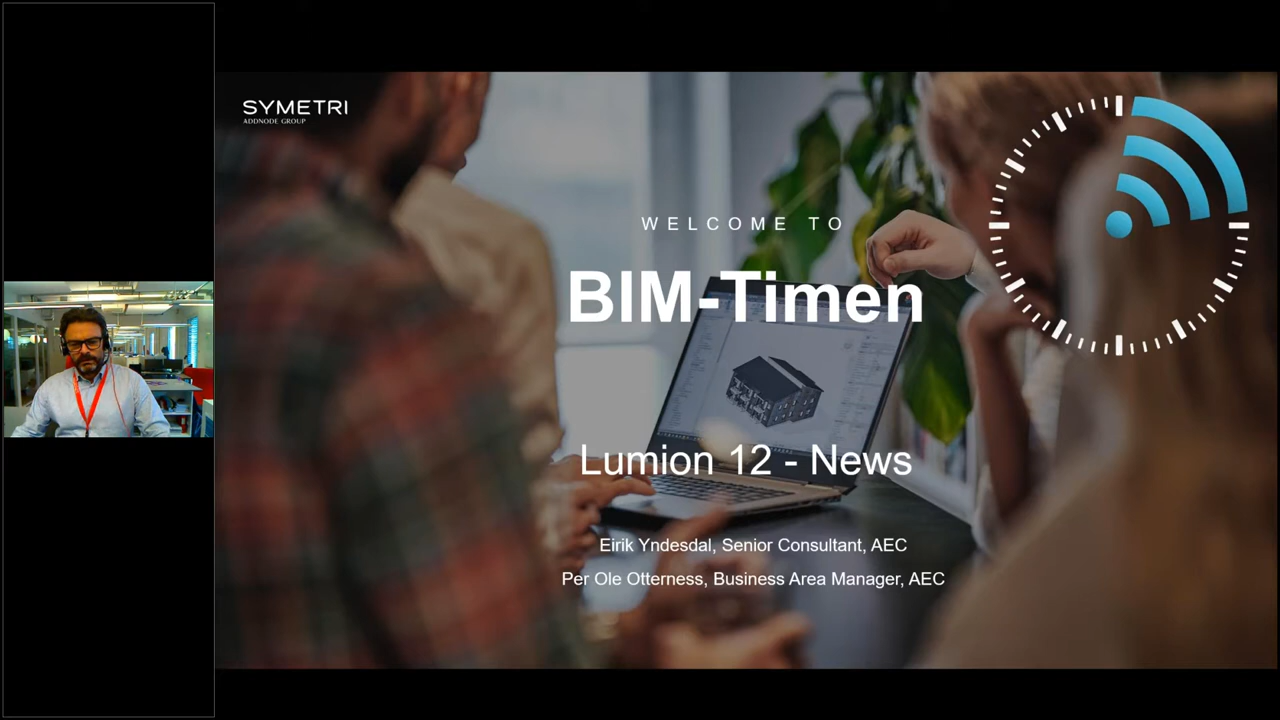 SYMETRI
ADDNODE GROUP
WELCOME TO
BIM-Timen
Lumion 12 - News
Eirik Yndesdal, Senior Consultant, AEC
Per Ole Otterness, Business Area Manager, AEC